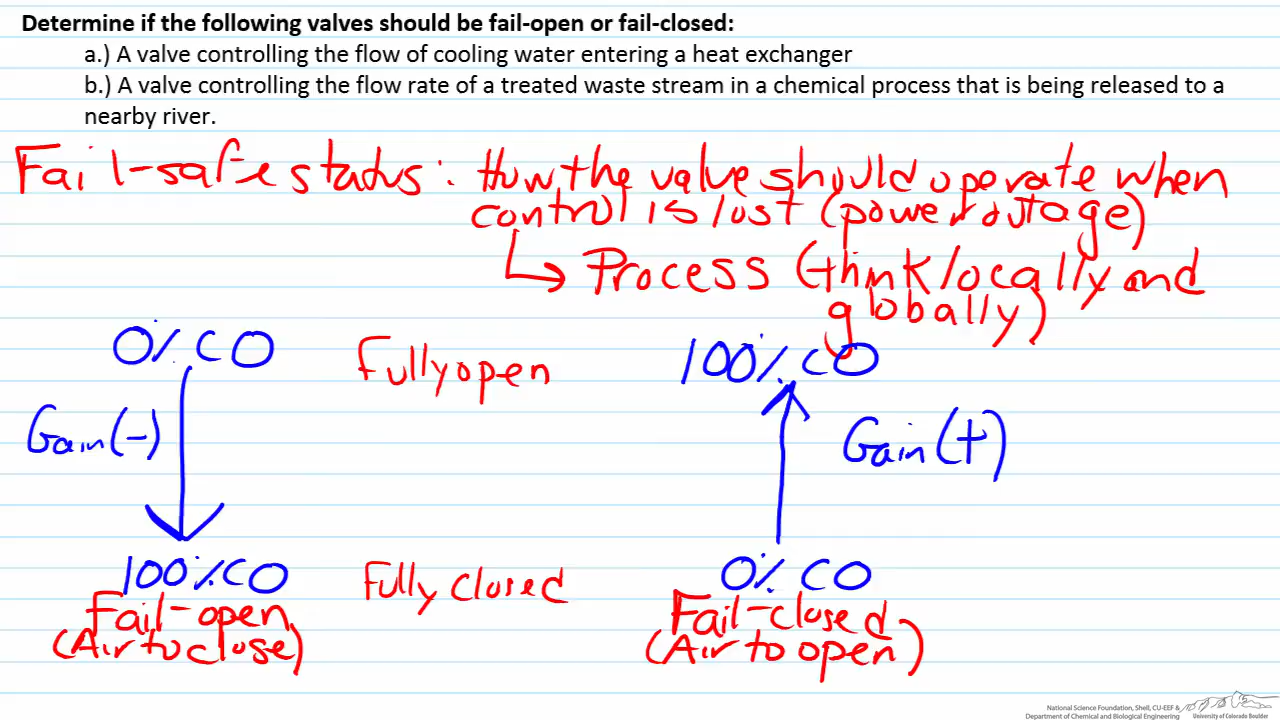 Determine if the following valves should be fail-open or fail-closed:
a.) A valve controlling the flow of cooling water entering a heat exchanger
b.) A valve controlling the flow rate of a treated waste stream in a chemical process that is being released to a
nearby river.
Fail-safe status: How the valve should operate when
control is lost (power outage)
Process (think locally and
globally)
0% CO
Fully open
100% CO
Gain (-)
Gain (+)
100% CO
Fully closed
0% CO
Fail-open
(Air to close)
Fail-closed
(Air to open)
National Science Foundation, Shell, CU-EEF &
Department of Chemical and Biological Engineering
University of Colorado Boulder